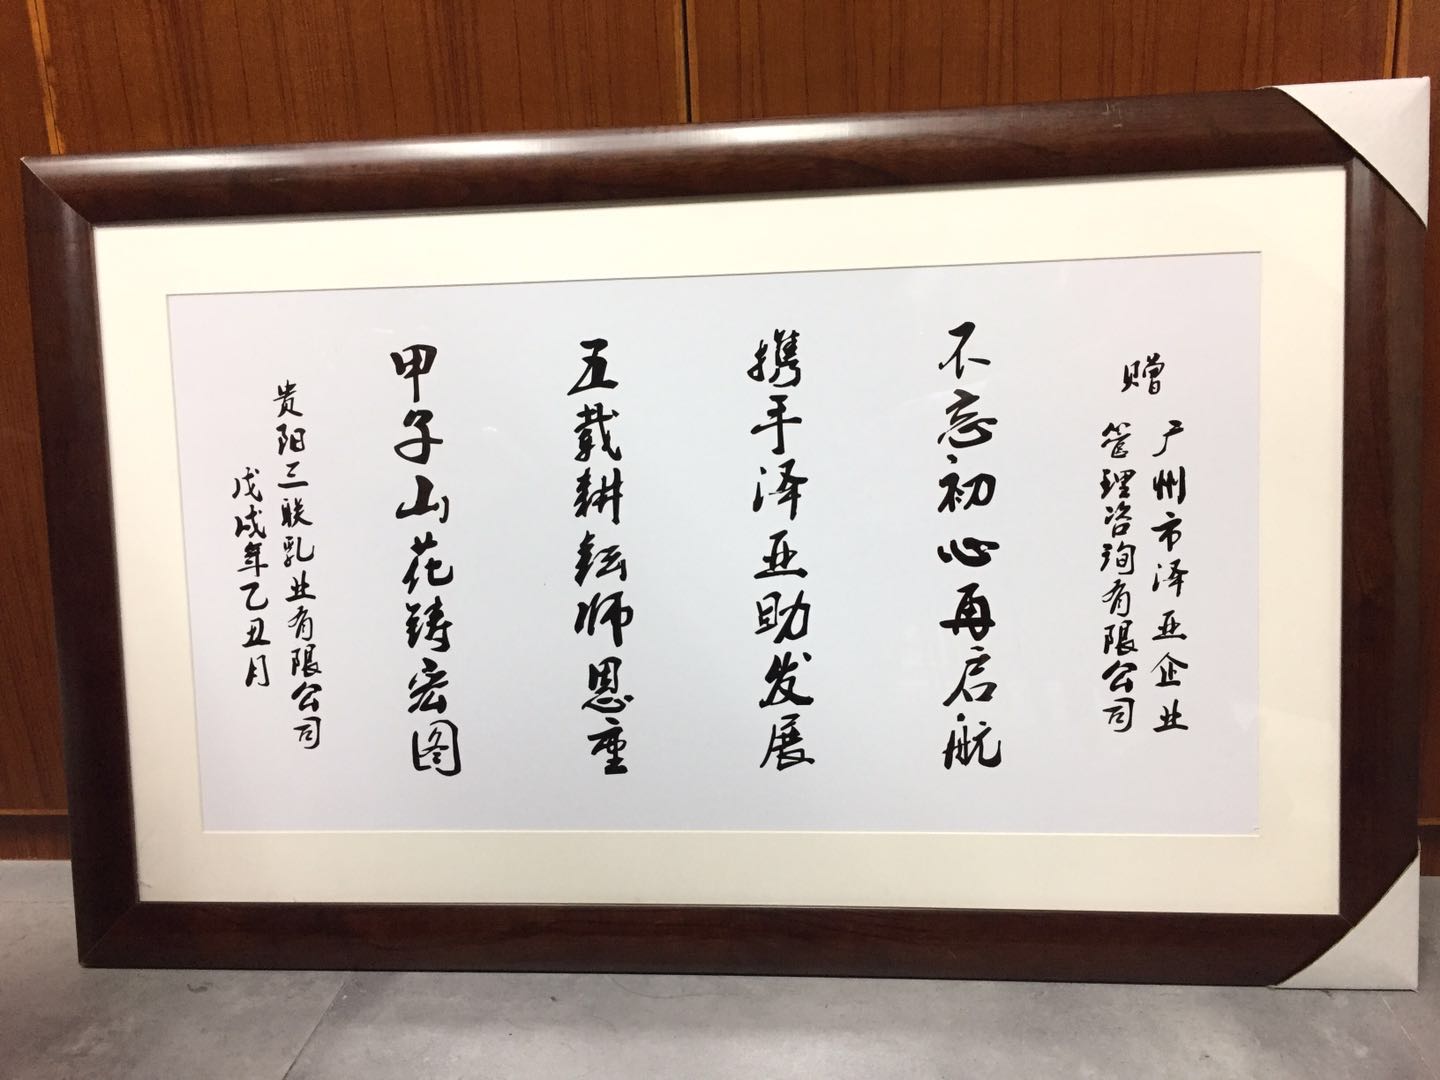 赠 广州市泽亚企业
管理咨询有限公司
不忘初心再启航
携手泽亚助发展
五载耕耘师恩重
甲子山花铸宏图
贵阳三联乳业有限公司
戊戌年乙丑月